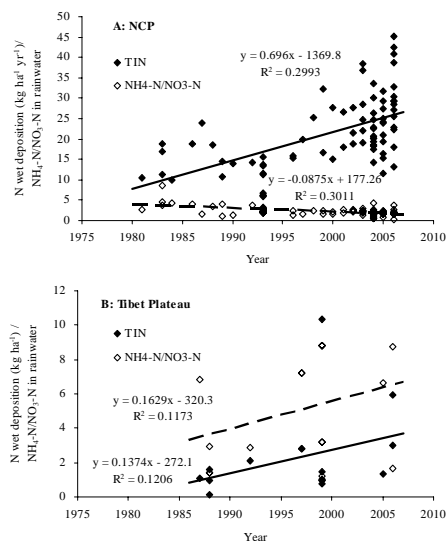 A: NCP
TIN
NH4-N/NO3-N
y = 0.696x - 1369.8
R² = 0.2993
y = -0.0875x + 177.26
R² = 0.3011
N wet deposition (kg ha⁻¹ yr⁻¹) /
NH₄-N/NO₃-N in rainwater
50
45
40
35
30
25
20
15
10
5
0
1975 1980 1985 1990 1995 2000 2005 2010
Year
B: Tibet Plateau
TIN
NH4-N/NO3-N
y = 0.1629x - 320.3
R² = 0.1173
y = 0.1374x - 272.1
R² = 0.1206
N wet deposition (kg ha⁻¹) /
NH₄-N/NO₃-N in rainwater
12
10
8
6
4
2
0
1975 1980 1985 1990 1995 2000 2005 2010
Year